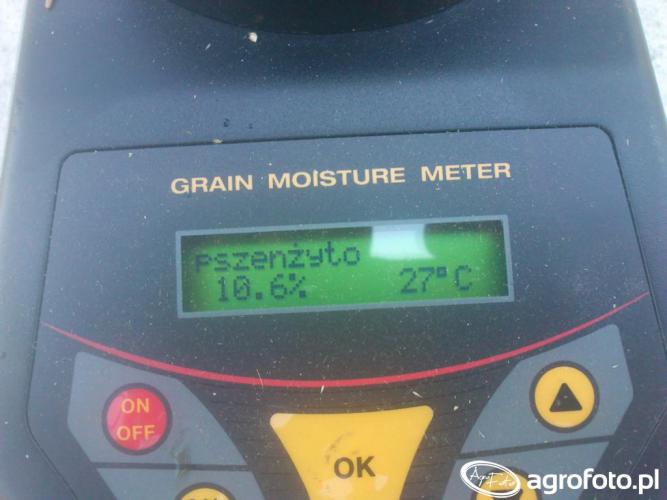 GRAIN MOISTURE METER
pszenżyto
10.6% 27°C
ON
OFF
OK
agrofoto.pl